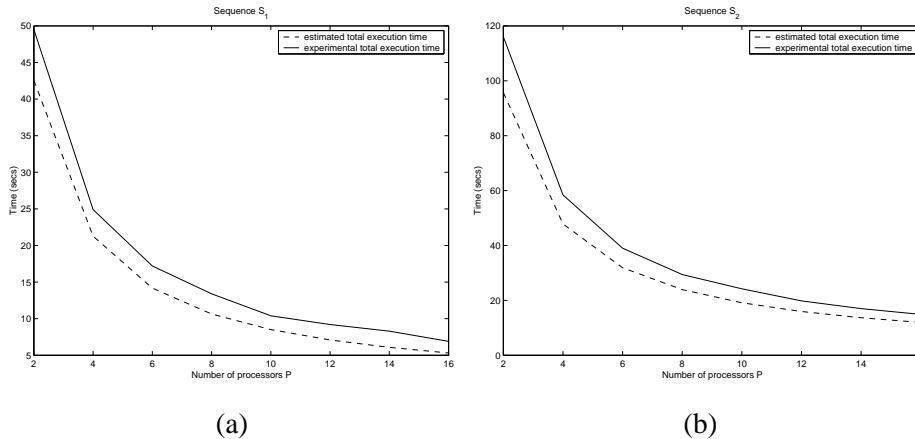 Sequence S1
estimated total execution time
experimental total execution time
50
45
40
35
30
25
20
15
10
5
Time (secs)
2 4 6 8 10 12 14 16
Number of processors P
(a)
Sequence S2
estimated total execution time
experimental total execution time
120
100
80
60
40
20
0
Time (secs)
2 4 6 8 10 12 14
Number of processors P
(b)